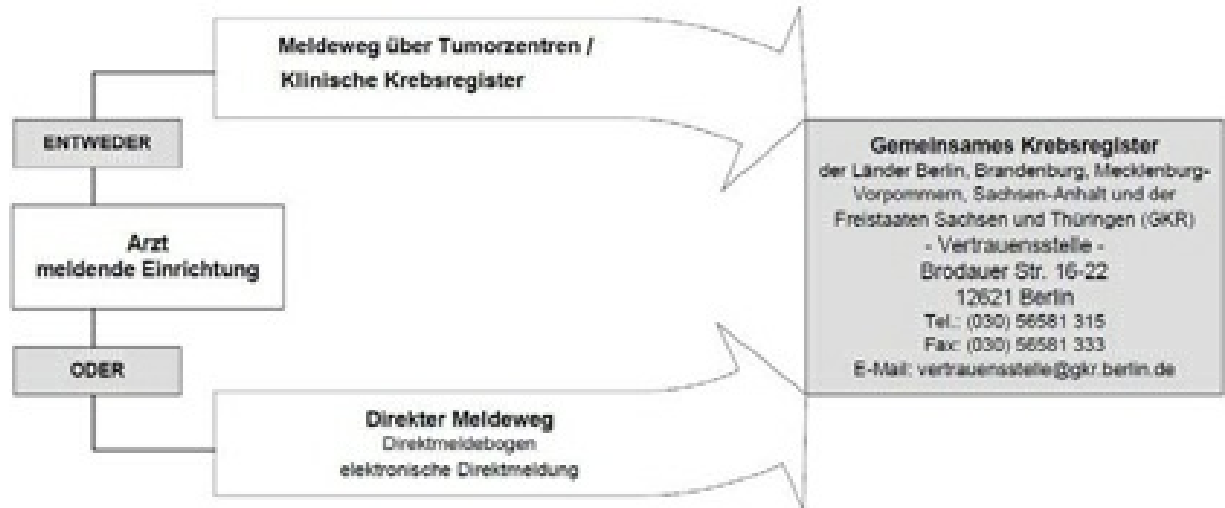 Meldeweg über Tumorzentren /
Klinische Krebsregister
ENTWEDER
Arzt
meldende Einrichtung
ODER
Direkter Meldeweg
Direktmeldebogen
elektronische Direktmeldung
Gemeinsames Krebsregister
der Länder Berlin, Brandenburg, Mecklenburg-
Vorpommern, Sachsen-Anhalt und der
Freistaaten Sachsen und Thüringen (GKR)
- Vertrauensstelle -
Brodauer Str. 16-22
12621 Berlin
Tel.: (030) 56581 315
Fax: (030) 56581 333
E-Mail: vertrauensstelle@gkr.berlin.de